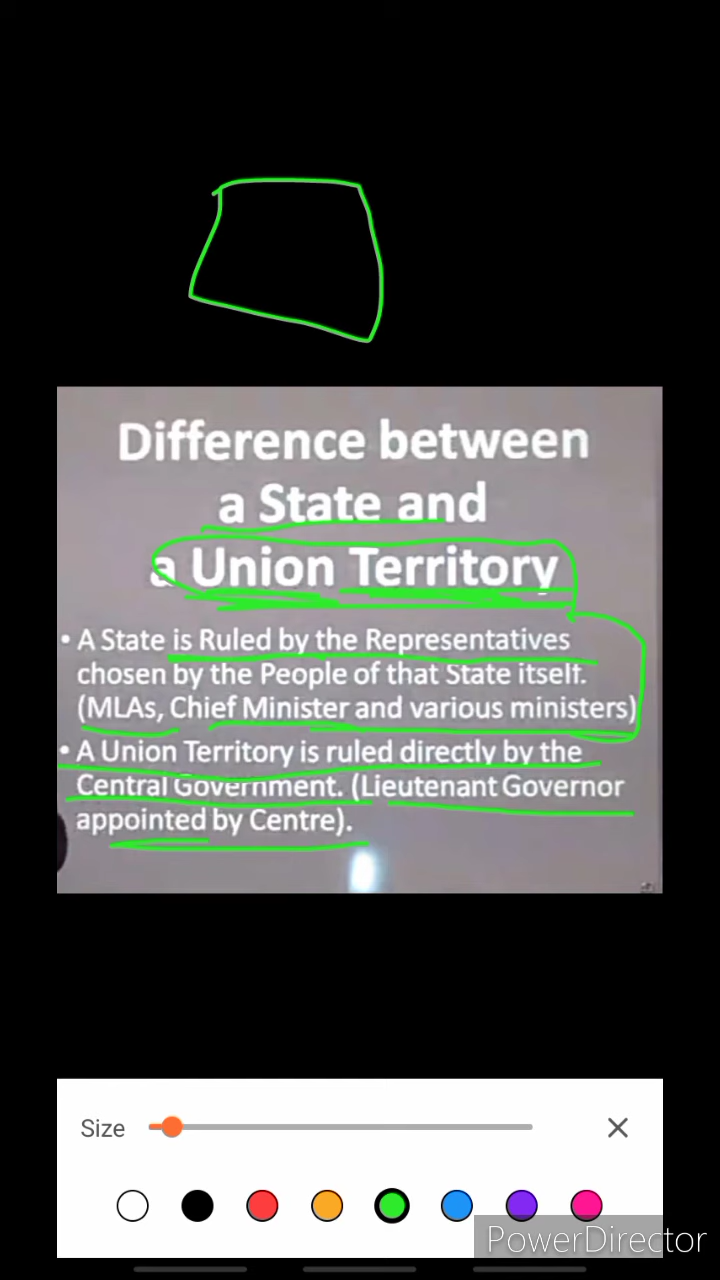 Difference between
a State and
a Union Territory
• A State is Ruled by the Representatives
chosen by the People of that State itself.
(MLAs, Chief Minister and various ministers)
• A Union Territory is ruled directly by the
Central Government. (Lieutenant Governor
appointed by Centre).
Size
PowerDirector